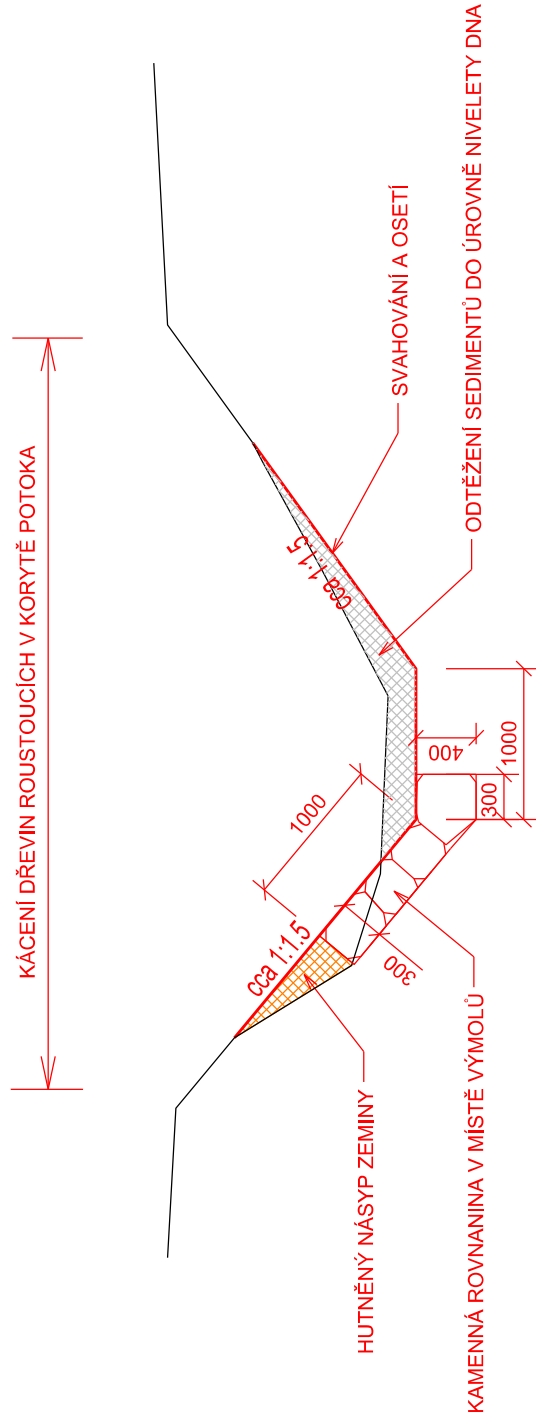 KÁCENÍ DŘEVIN ROUSTOUCÍCH V KORYTĚ POTOKA
cca 1:1.5
1000
cca 1:1.5
300
400
300
1000
HUTNĚNÝ NÁSYP ZEMINY
SVAHOVÁNÍ A OSETÍ
KAMENNÁ ROVNANINA V MÍSTĚ VÝMOLŮ
ODTĚŽENÍ SEDIMENTŮ DO ÚROVNĚ NIVELETY DNA